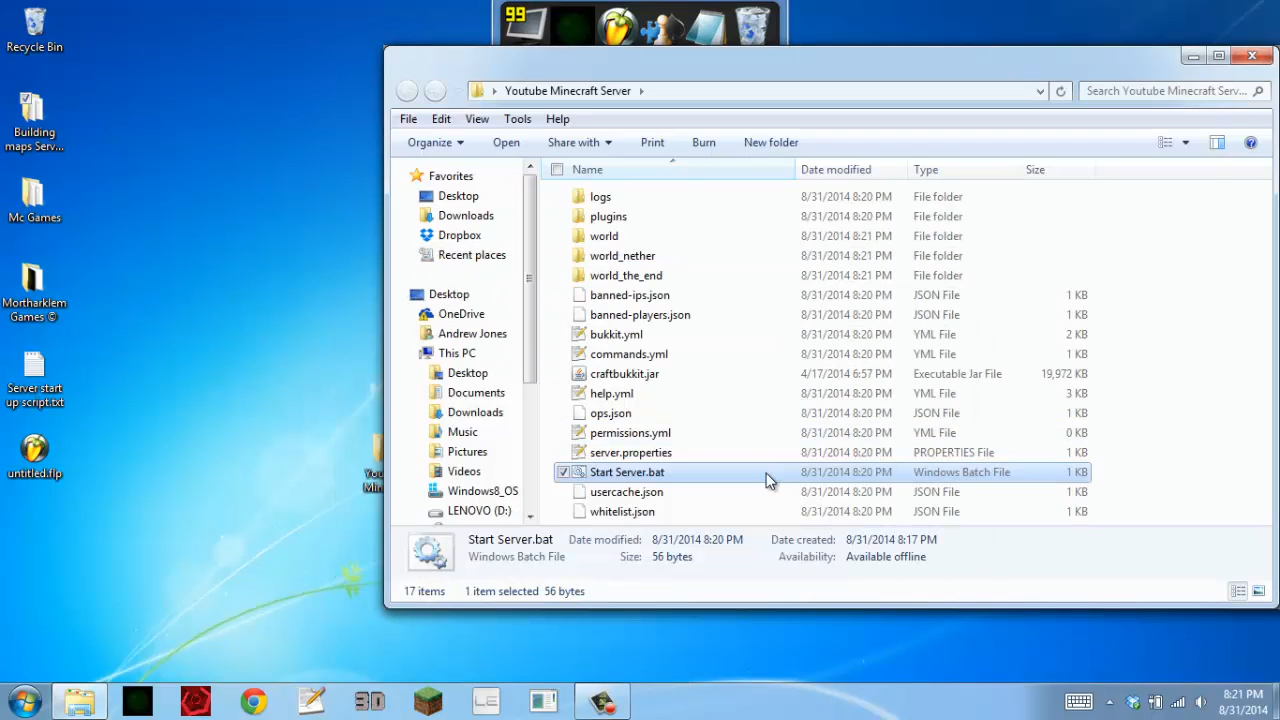 99
Recycle Bin
Building
maps Serv...
Mc Games
Mortharklem
Games ©
Server start
up script.txt
untitled.flp
You
Min
Youtube Minecraft Server
Search Youtube Minecraft Serv...
File Edit View Tools Help
Organize Open Share with Print Burn New folder
Favorites
Desktop
Downloads
Dropbox
Recent places
Desktop
OneDrive
Andrew Jones
This PC
Desktop
Documents
Downloads
Music
Pictures
Videos
Windows8_OS
LENOVO (D:)
Name Date modified Type Size
logs 8/31/2014 8:20 PM File folder
plugins 8/31/2014 8:20 PM File folder
world 8/31/2014 8:21 PM File folder
world_nether 8/31/2014 8:21 PM File folder
world_the_end 8/31/2014 8:21 PM File folder
banned-ips.json 8/31/2014 8:20 PM JSON File 1 KB
banned-players.json 8/31/2014 8:20 PM JSON File 1 KB
bukkit.yml 8/31/2014 8:20 PM YML File 2 KB
commands.yml 8/31/2014 8:20 PM YML File 1 KB
craftbukkit.jar 4/17/2014 6:57 PM Executable Jar File 19,972 KB
help.yml 8/31/2014 8:20 PM YML File 3 KB
ops.json 8/31/2014 8:20 PM JSON File 1 KB
permissions.yml 8/31/2014 8:20 PM YML File 0 KB
server.properties 8/31/2014 8:20 PM PROPERTIES File 1 KB
Start Server.bat 8/31/2014 8:20 PM Windows Batch File 1 KB
usercache.json 8/31/2014 8:20 PM JSON File 1 KB
whitelist.json 8/31/2014 8:20 PM JSON File 1 KB
Start Server.bat Date modified: 8/31/2014 8:20 PM Date created: 8/31/2014 8:17 PM
Windows Batch File Size: 56 bytes Availability: Available offline
17 items 1 item selected 56 bytes
3D
LE
8:21 PM
8/31/2014